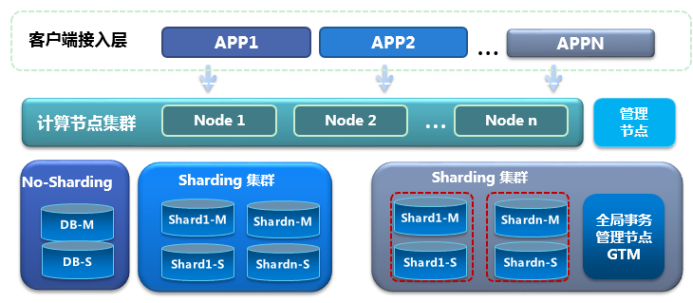 客户端接入层
APP1
APP2
...
APPN
计算节点集群
Node 1
Node 2
...
Node n
管理
节点
No-Sharding
DB-M
DB-S
Sharding 集群
Shard1-M
Shardn-M
Shard1-S
Shardn-S
Sharding 集群
Shard1-M
Shardn-M
Shard1-S
Shardn-S
全局事务
管理节点
GTM